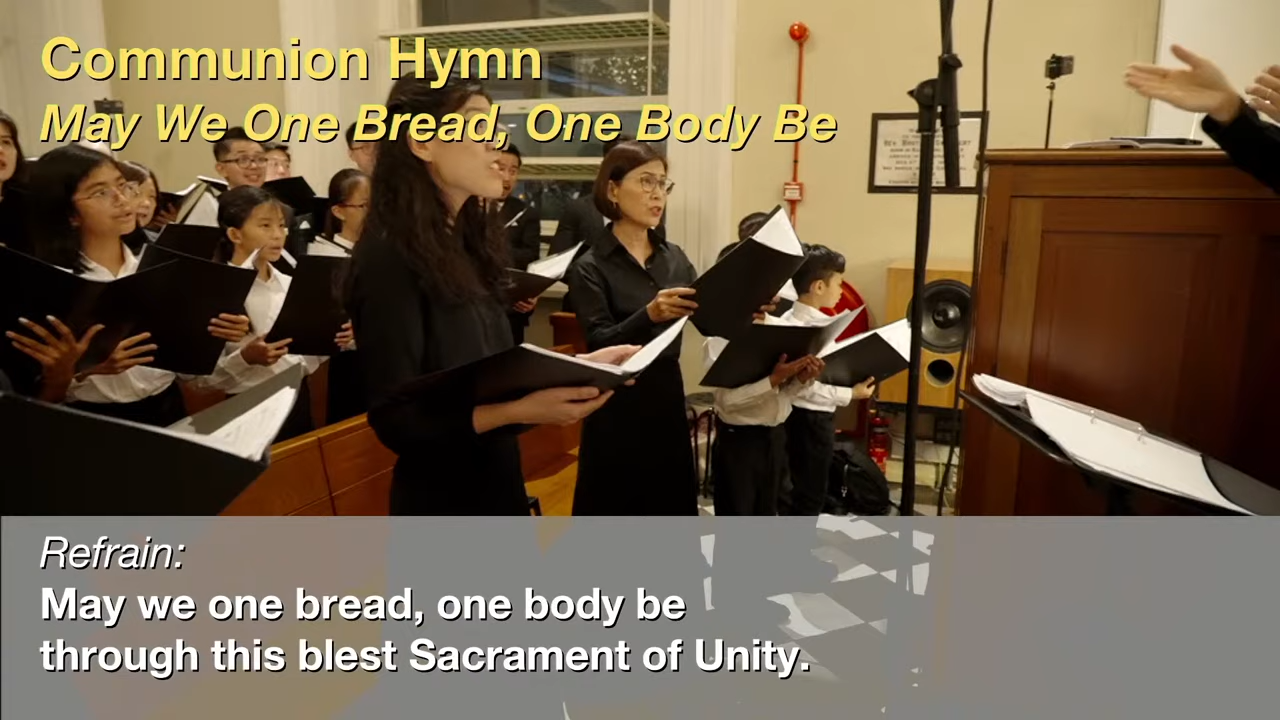 Communion Hymn
May We One Bread, One Body Be
Refrain:
May we one bread, one body be
through this blest Sacrament of Unity.